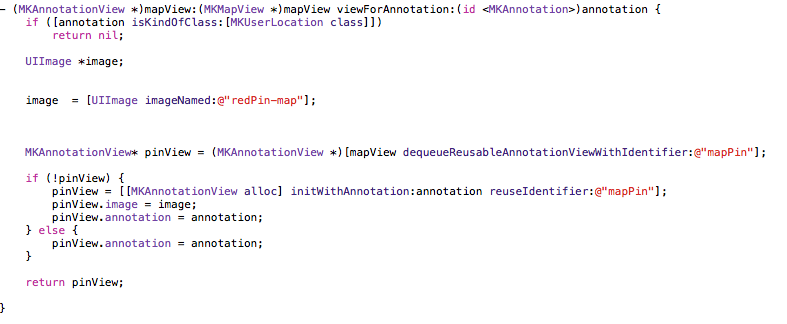 - (MKAnnotationView *)mapView:(MKMapView *)mapView viewForAnnotation:(id <MKAnnotation>)annotation {
if ([annotation isKindOfClass:[MKUserLocation class]])
return nil;
UIImage *image;
image  = [UIImage imageNamed:@"redPin-map"];
MKAnnotationView* pinView = (MKAnnotationView *)[mapView dequeueReusableAnnotationViewWithIdentifier:@"mapPin"];
if (!pinView) {
pinView = [[MKAnnotationView alloc] initWithAnnotation:annotation reuseIdentifier:@"mapPin"];
pinView.image = image;
pinView.annotation = annotation;
} else {
pinView.annotation = annotation;
}
return pinView;
}